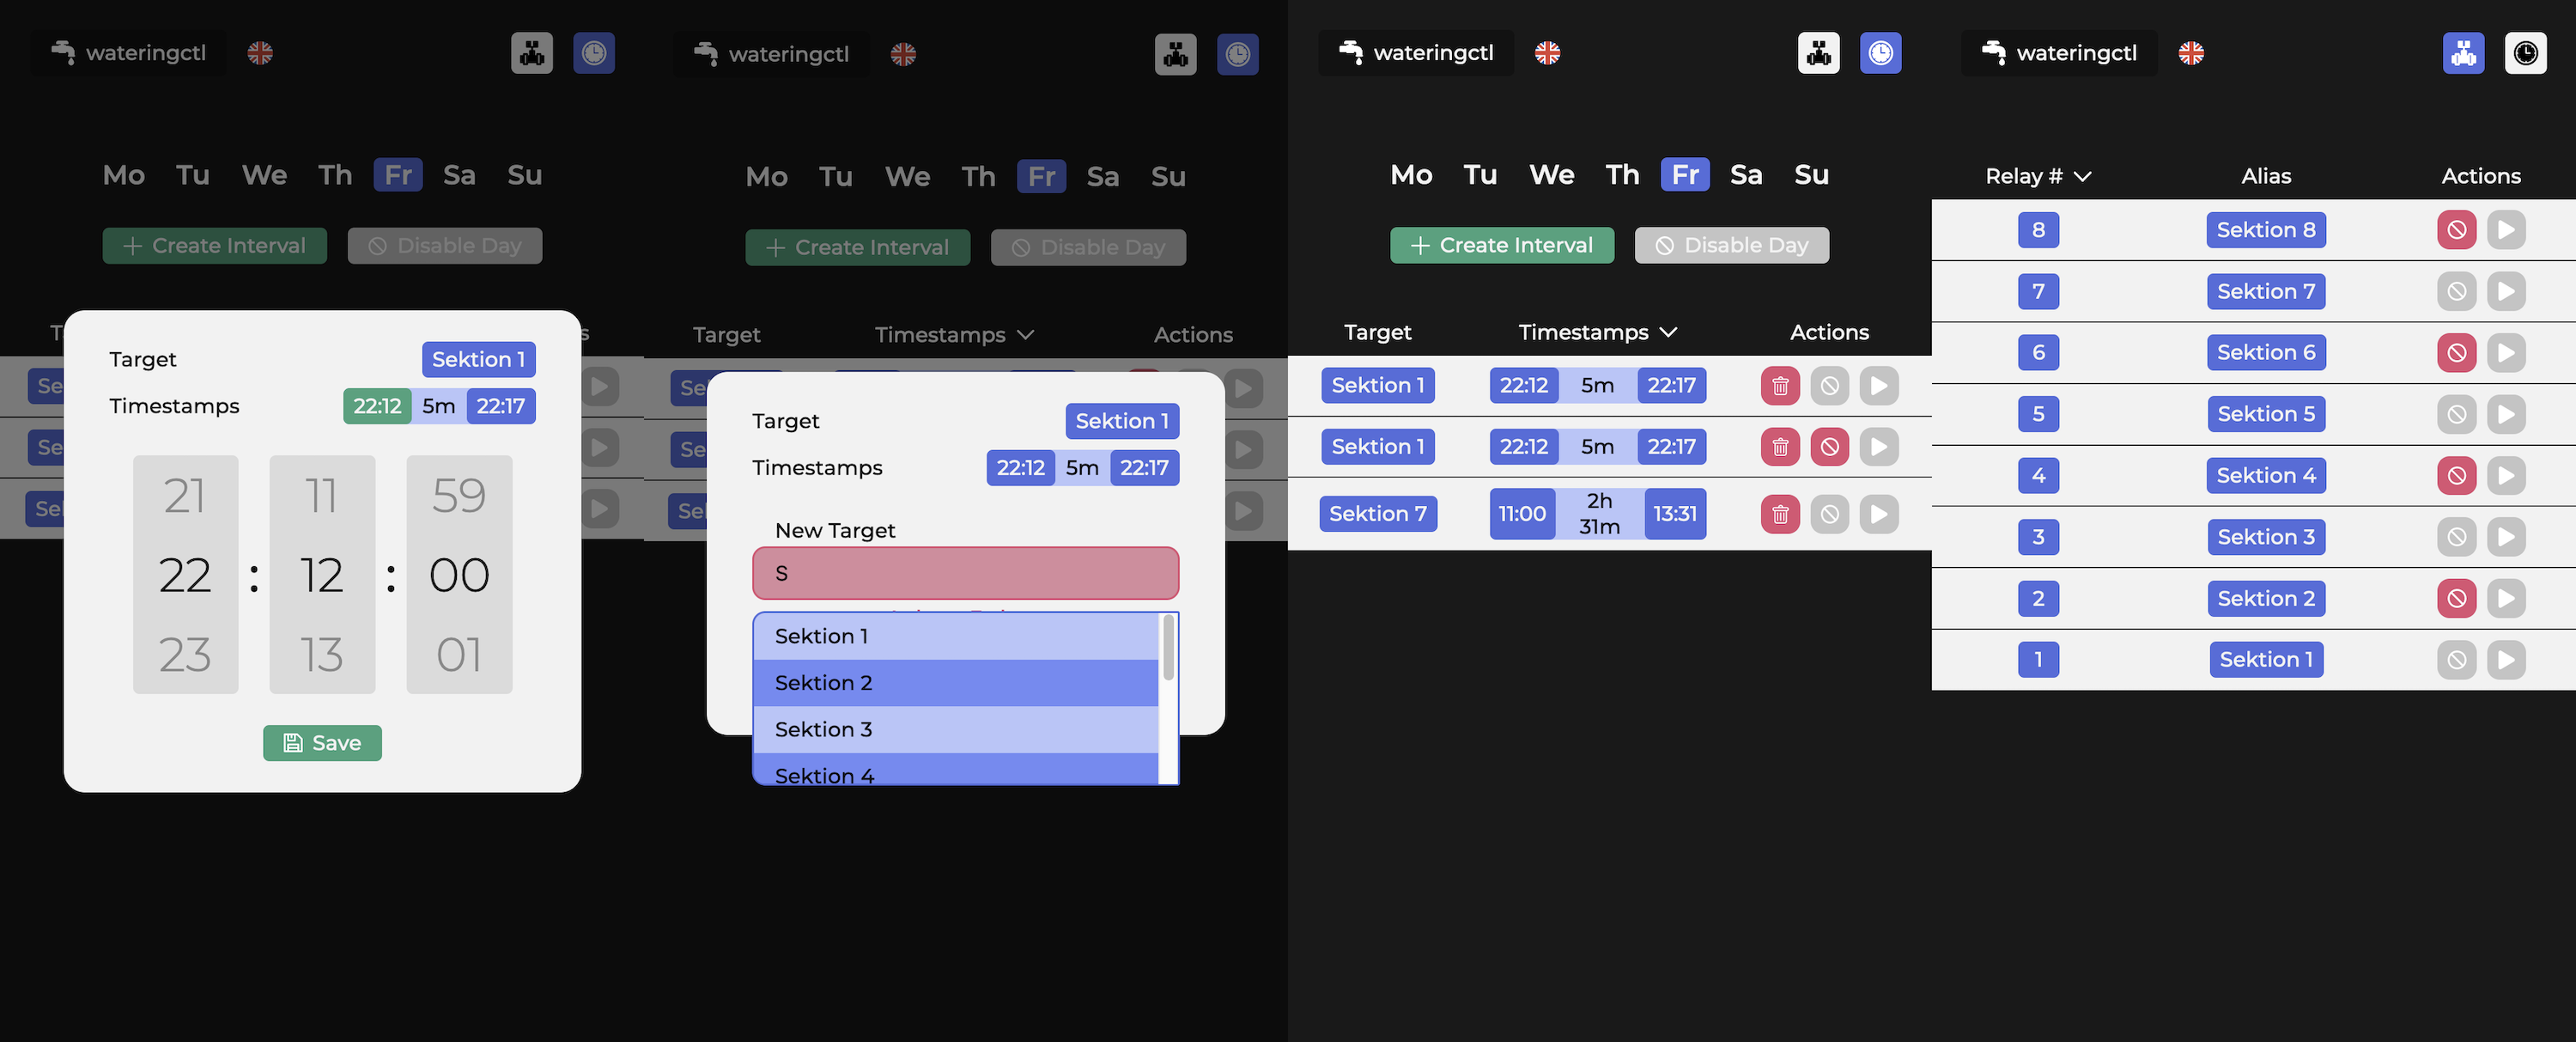 wateringctl
Mo Tu We Th Fr Sa Su
+ Create Interval Disable Day
Target Sektion 1
Timestamps 22:12 5m 22:17
21 11 59
22 : 12 : 00
23 13 01
Save
wateringctl
Mo Tu We Th Fr Sa Su
+ Create Interval Disable Day
Target Timestamps Actions
Target Sektion 1
Timestamps 22:12 5m 22:17
New Target
S
Sektion 1
Sektion 2
Sektion 3
Sektion 4
wateringctl
Mo Tu We Th Fr Sa Su
+ Create Interval Disable Day
Target Timestamps Actions
Sektion 1 22:12 5m 22:17
Sektion 1 22:12 5m 22:17
Sektion 7 11:00 2h 31m 13:31
wateringctl
Relay # Alias Actions
8 Sektion 8
7 Sektion 7
6 Sektion 6
5 Sektion 5
4 Sektion 4
3 Sektion 3
2 Sektion 2
1 Sektion 1